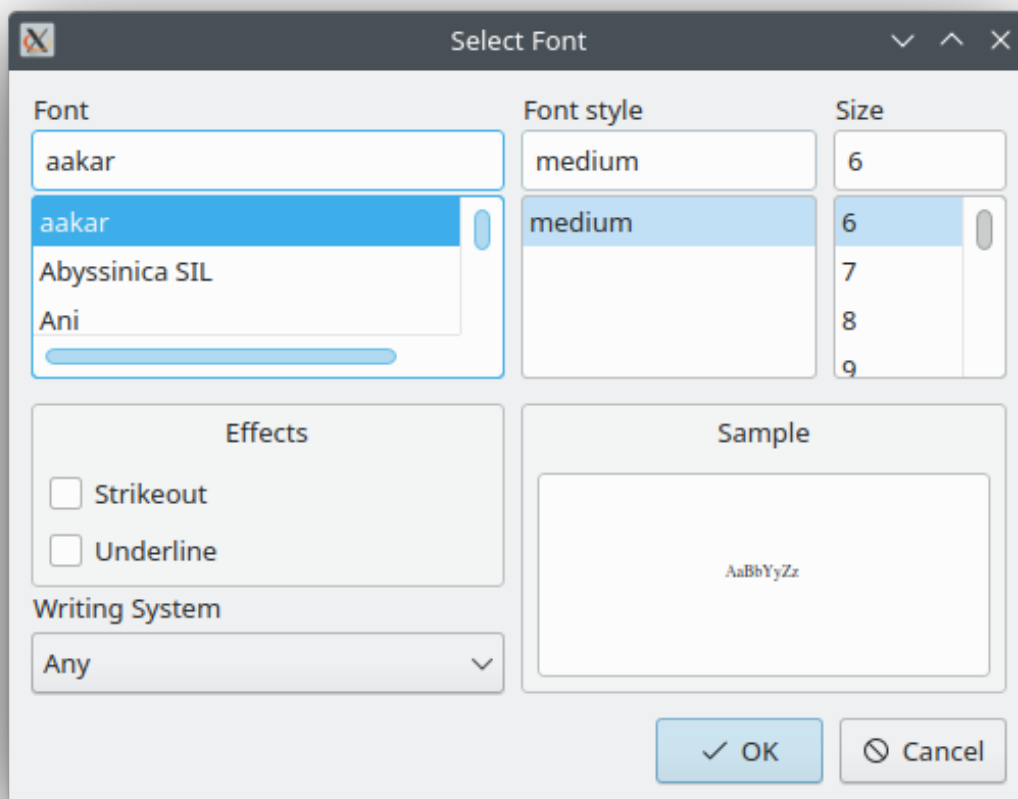 Select Font
Font
Font style
Size
aakar
medium
6
aakar
Abyssinica SIL
Ani
medium
6
7
8
9
Effects
Strikeout
Underline
Writing System
Any
Sample
AaBbYyZz
OK
Cancel